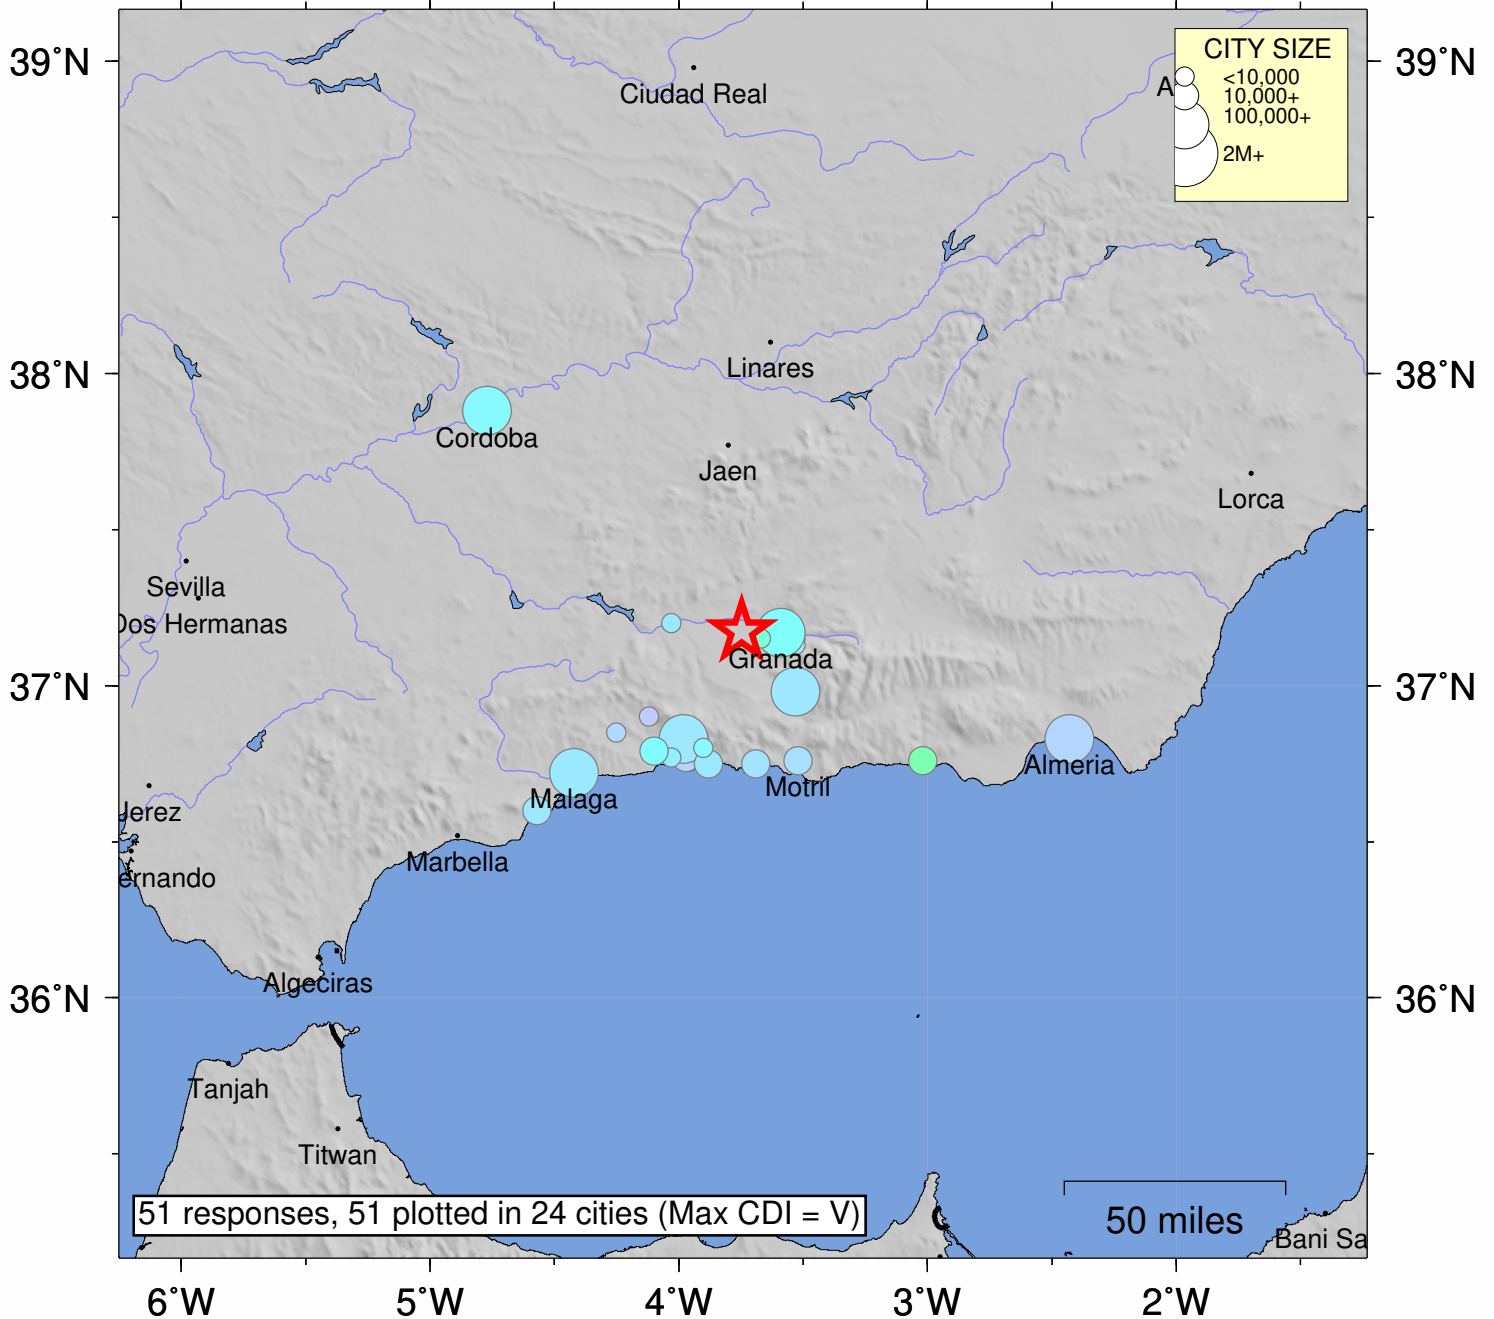 39°N
39°N
CITY SIZE
<10,000
10,000+
100,000+
2M+
A
Ciudad Real
38°N
38°N
Linares
Cordoba
Jaen
Lorca
Sevilla
Dos Hermanas
37°N
37°N
Granada
Almeria
Motril
Malaga
Jerez
Marbella
ernando
36°N
36°N
Algeciras
Tanjah
Titwan
51 responses, 51 plotted in 24 cities (Max CDI = V)
50 miles
Bani Sa
6°W
5°W
4°W
3°W
2°W